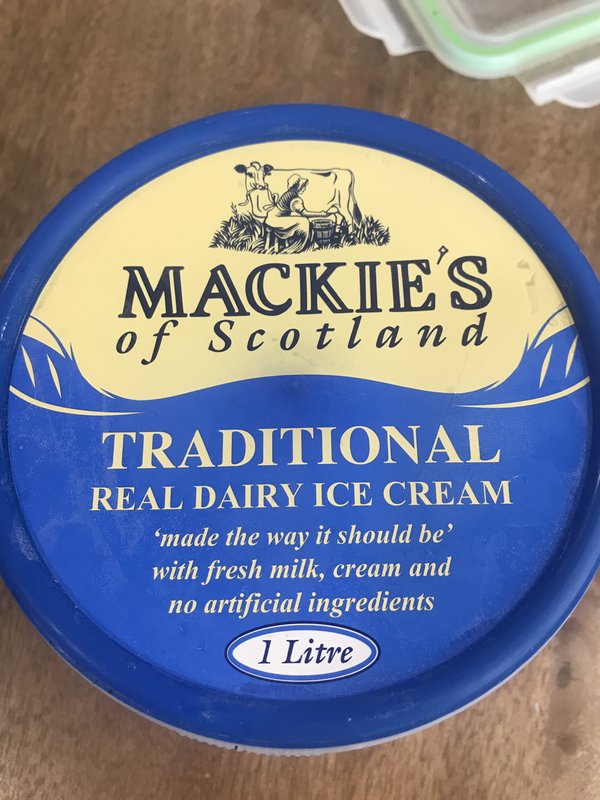 MACKIE'S
of Scotland
TRADITIONAL
REAL DAIRY ICE CREAM
'made the way it should be'
with fresh milk, cream and
no artificial ingredients
1 Litre